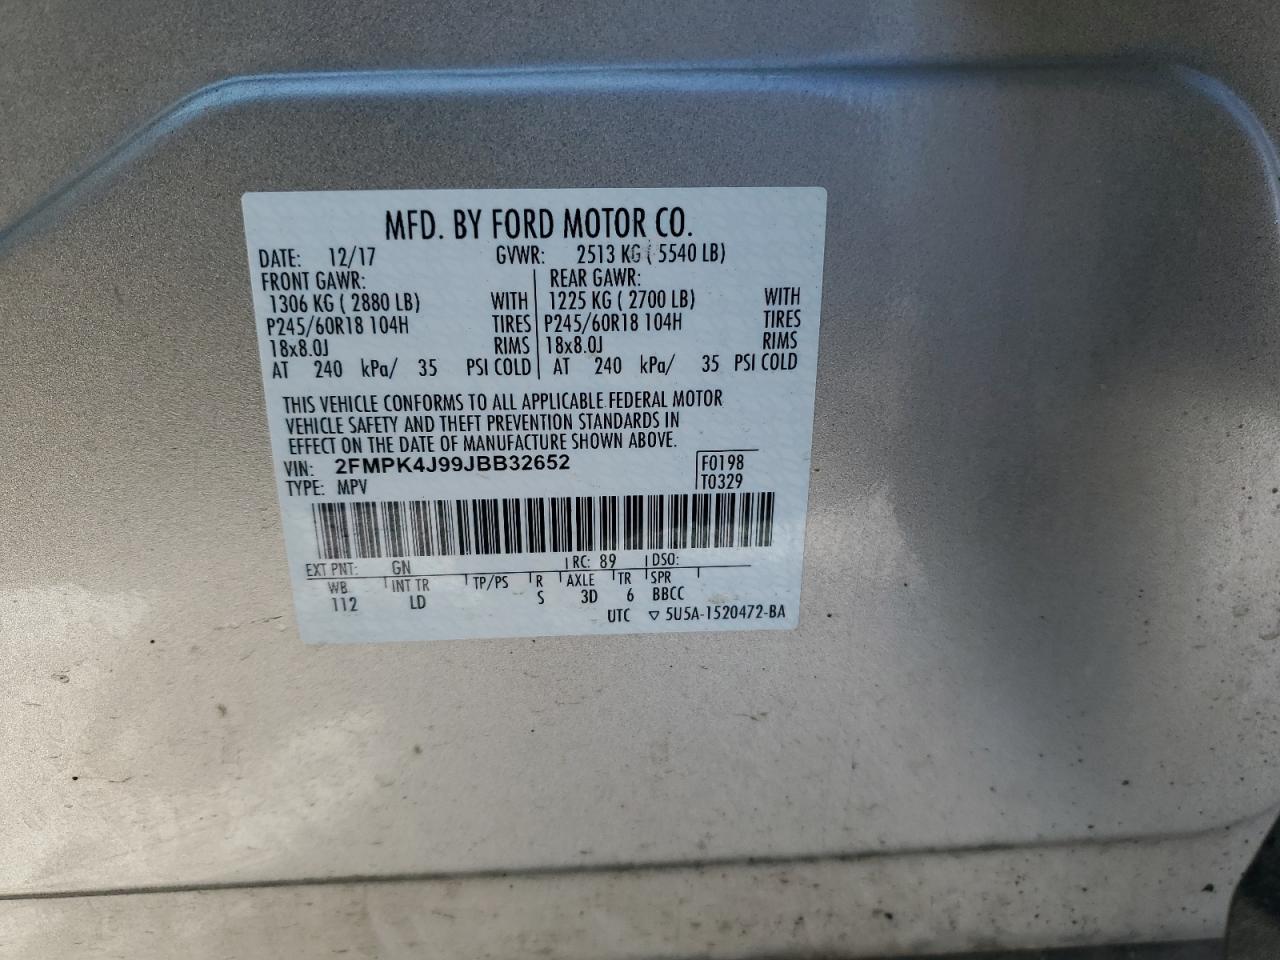 MFD. BY FORD MOTOR CO.
DATE: 12/17 GVWR: 2513 KG ( 5540 LB)
FRONT GAWR: REAR GAWR:
1306 KG ( 2880 LB) WITH 1225 KG ( 2700 LB) WITH
P245/60R18 104H TIRES P245/60R18 104H TIRES
18x8.0J RIMS 18x8.0J RIMS
AT 240 kPa/ 35 PSI COLD AT 240 kPa/ 35 PSI COLD
THIS VEHICLE CONFORMS TO ALL APPLICABLE FEDERAL MOTOR
VEHICLE SAFETY AND THEFT PREVENTION STANDARDS IN
EFFECT ON THE DATE OF MANUFACTURE SHOWN ABOVE.
VIN: 2FMPK4J99JBB32652 F0198
TYPE: MPV T0329
EXT PNT: GN RC: 89 DSO:
WB INT TR TP/PS R AXLE TR SPR
112 LD S 3D 6 BBCC
UTC ▽ 5U5A-1520472-BA